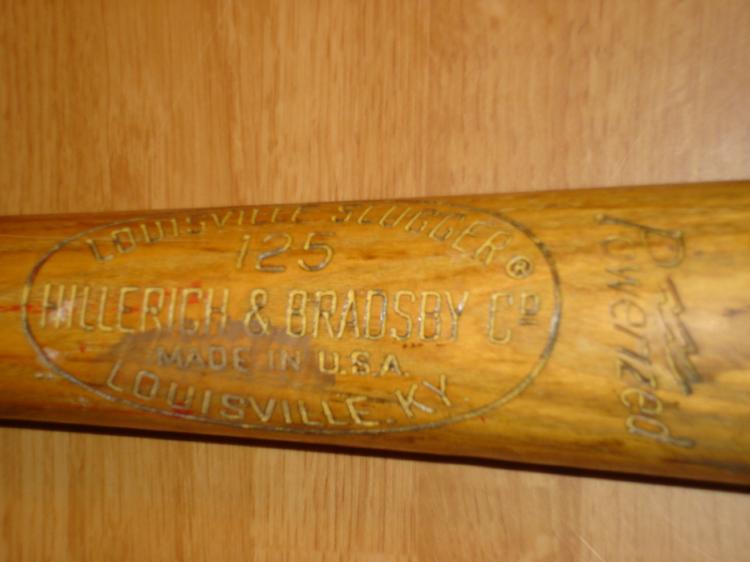 LOUISVILLE SLUGGER®
125
HILLERICH & BRADSBY Cº
MADE IN U.S.A.
LOUISVILLE. KY.
Powerized